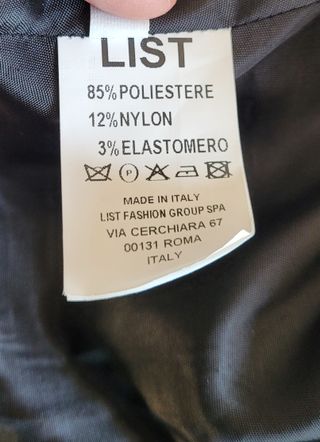 LIST
85%POLIESTERE
12%NYLON
3%ELASTOMERO
P
MADE IN ITALY
LIST FASHION GROUP SPA
VIA CERCHIARA 67
00131 ROMA
ITALY